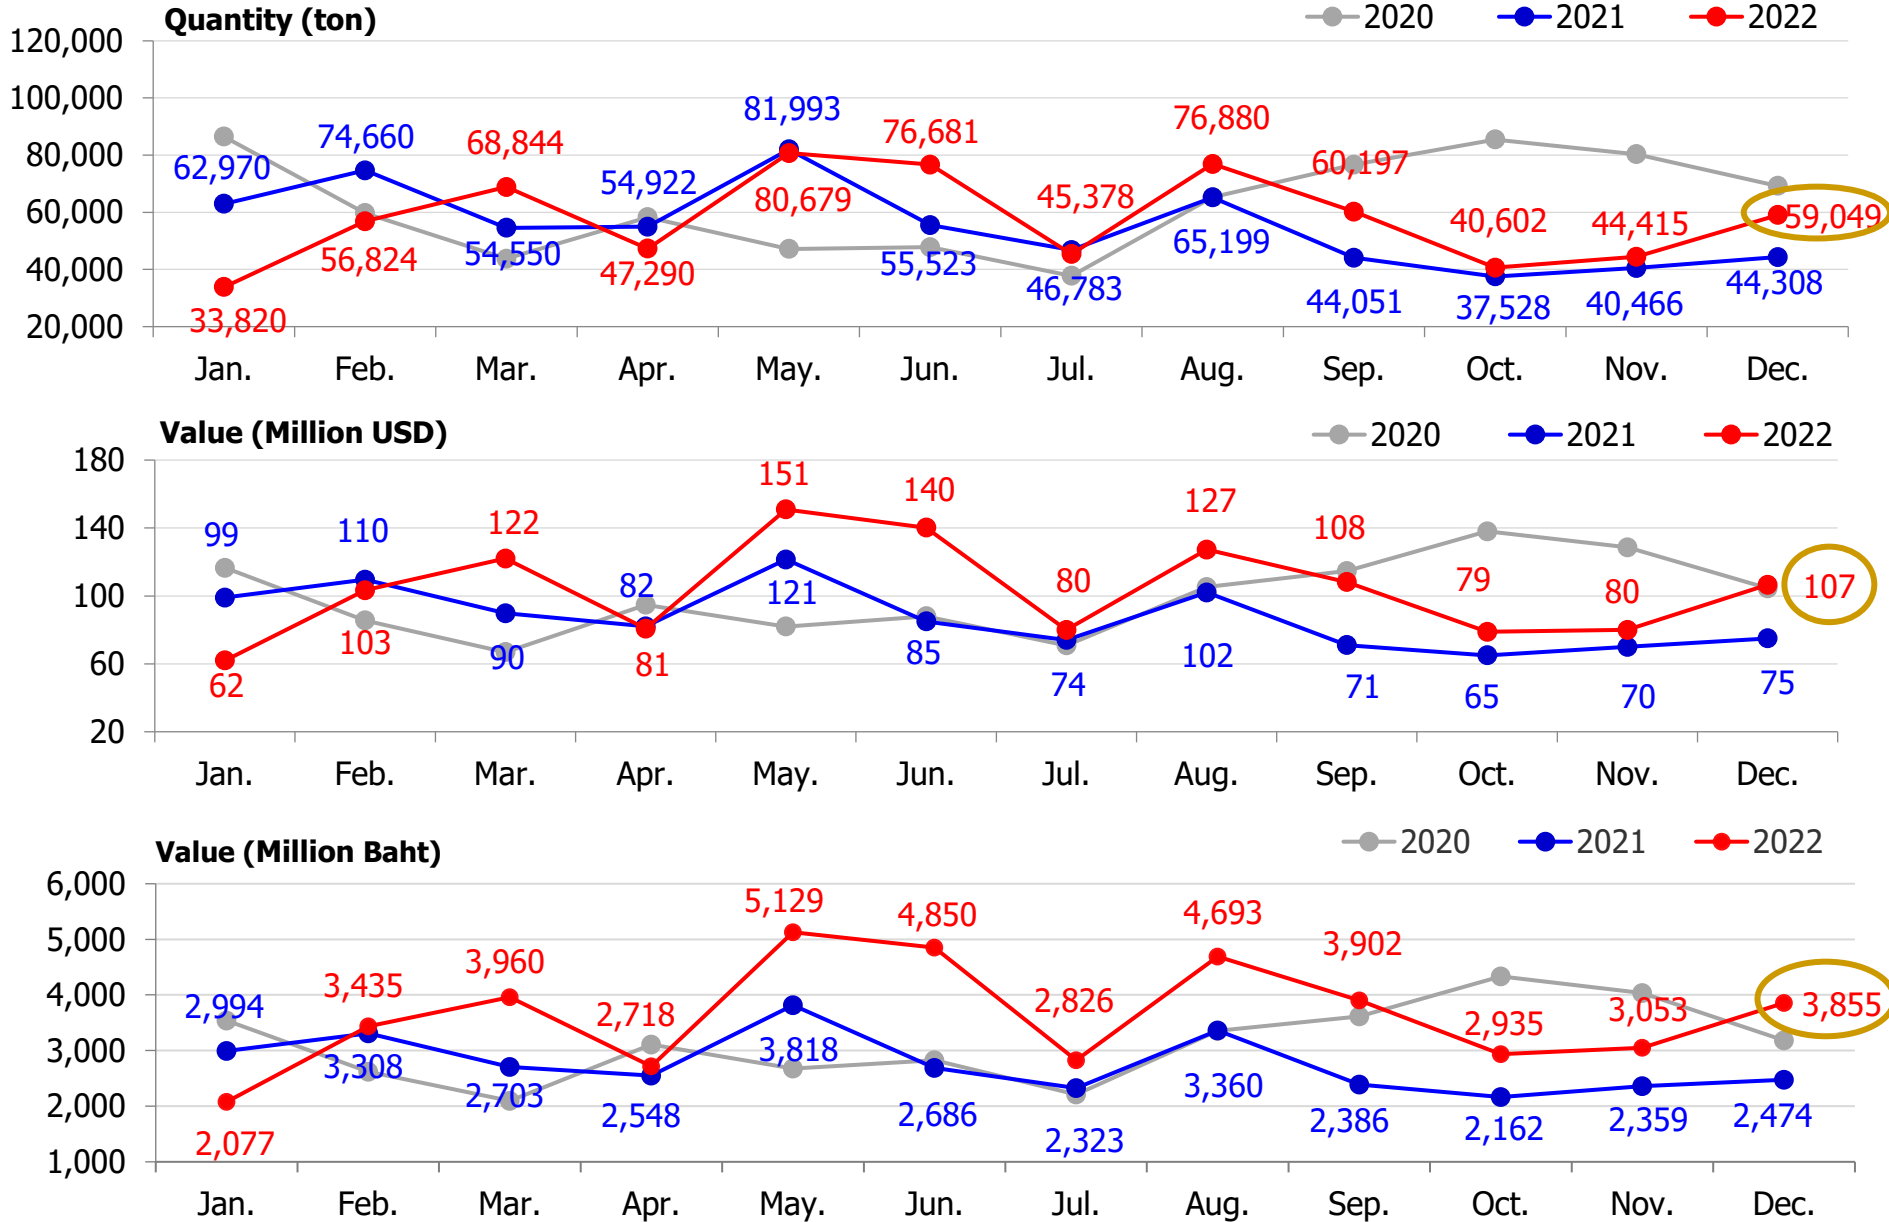 Quantity (ton)
2020 2021 2022
120,000
100,000
80,000
60,000
40,000
20,000
62,970 74,660 54,550 54,922 81,993 55,523 46,783 65,199 44,051 37,528 40,466 44,308
33,820 56,824 68,844 47,290 80,679 76,681 45,378 76,880 60,197 40,602 44,415 59,049
Jan. Feb. Mar. Apr. May. Jun. Jul. Aug. Sep. Oct. Nov. Dec.
Value (Million USD)
2020 2021 2022
180
140
100
60
20
99 110 90 82 121 85 74 102 71 65 70 75
62 103 122 81 151 140 80 127 108 79 80 107
Jan. Feb. Mar. Apr. May. Jun. Jul. Aug. Sep. Oct. Nov. Dec.
Value (Million Baht)
2020 2021 2022
6,000
5,000
4,000
3,000
2,000
1,000
2,994 3,308 2,703 2,548 3,818 2,686 2,323 3,360 2,386 2,162 2,359 2,474
2,077 3,435 3,960 2,718 5,129 4,850 2,826 4,693 3,902 2,935 3,053 3,855
Jan. Feb. Mar. Apr. May. Jun. Jul. Aug. Sep. Oct. Nov. Dec.